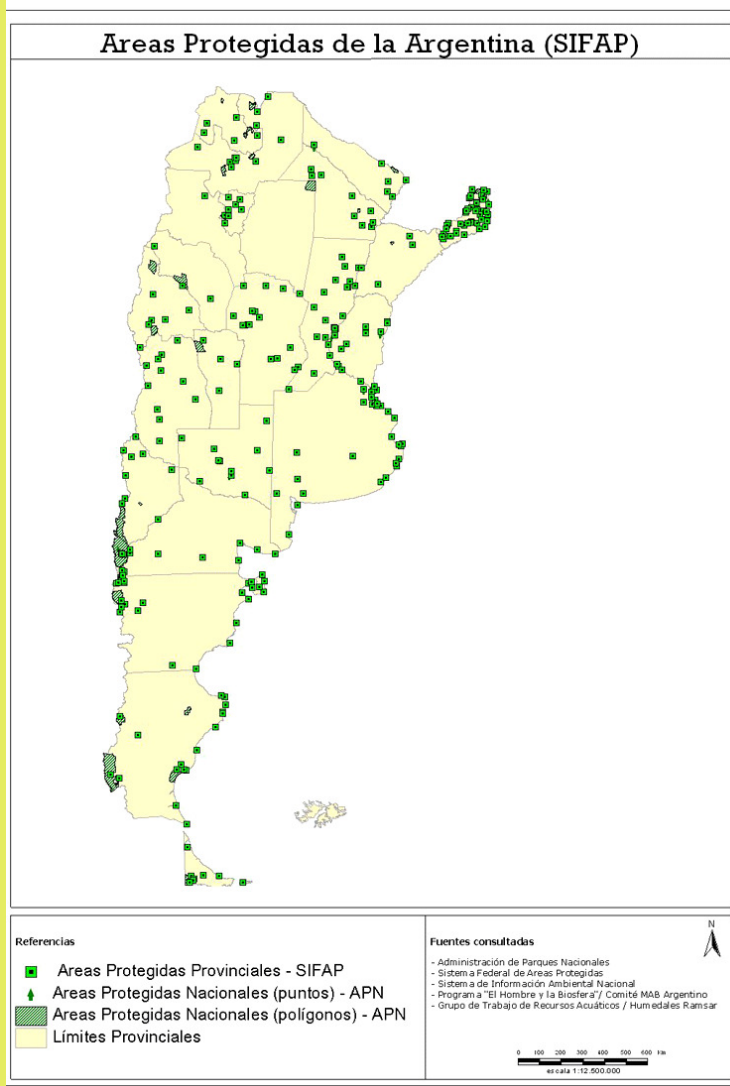 Areas Protegidas de la Argentina (SIFAP)
Referencias
Areas Protegidas Provinciales - SIFAP
Areas Protegidas Nacionales (puntos) - APN
Areas Protegidas Nacionales (polígonos) - APN
Límites Provinciales
Fuentes consultadas
- Administración de Parques Nacionales
- Sistema Federal de Areas Protegidas
- Sistema de Información Ambiental Nacional
- Programa "El Hombre y la Biosfera"/ Comité MAB Argentino
- Grupo de Trabajo de Recursos Acuáticos / Humedales Ramsar
N
0 100 200 300 400 500 600 Km
escala 1:12.500.000